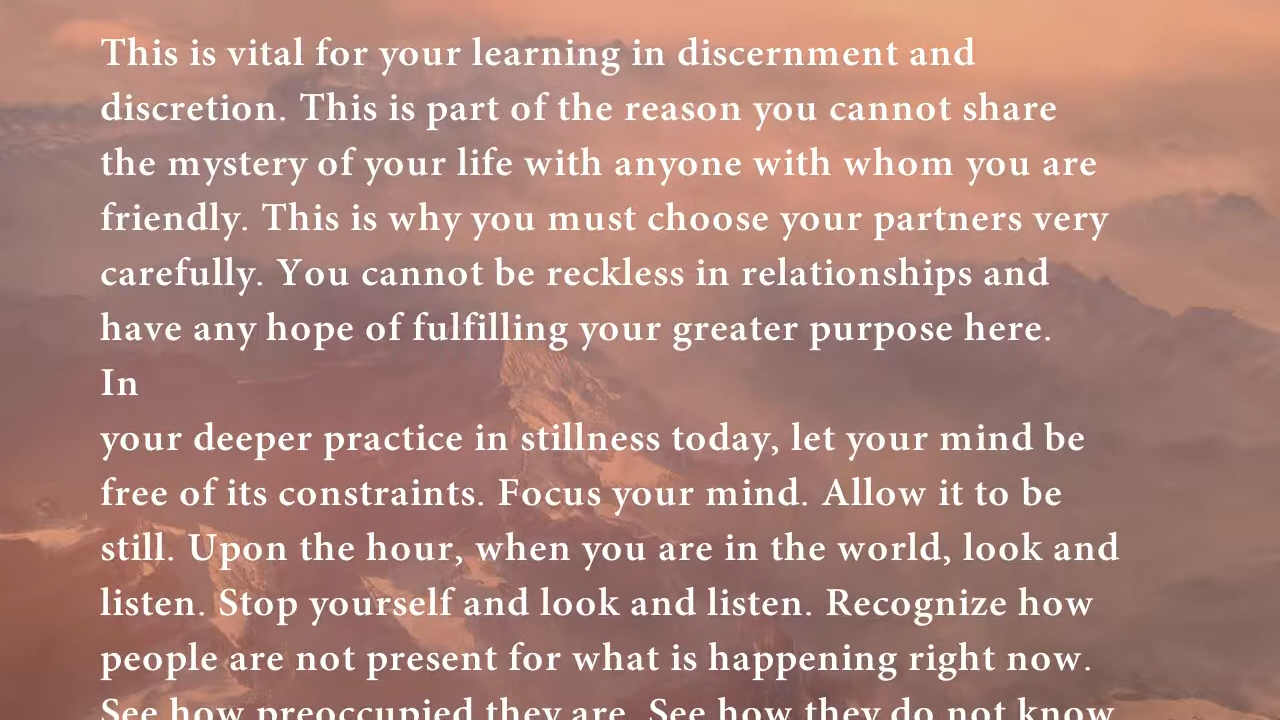 This is vital for your learning in discernment and
discretion. This is part of the reason you cannot share
the mystery of your life with anyone with whom you are
friendly. This is why you must choose your partners very
carefully. You cannot be reckless in relationships and
have any hope of fulfilling your greater purpose here.
In
your deeper practice in stillness today, let your mind be
free of its constraints. Focus your mind. Allow it to be
still. Upon the hour, when you are in the world, look and
listen. Stop yourself and look and listen. Recognize how
people are not present for what is happening right now.
See how preoccupied they are. See how they do not know